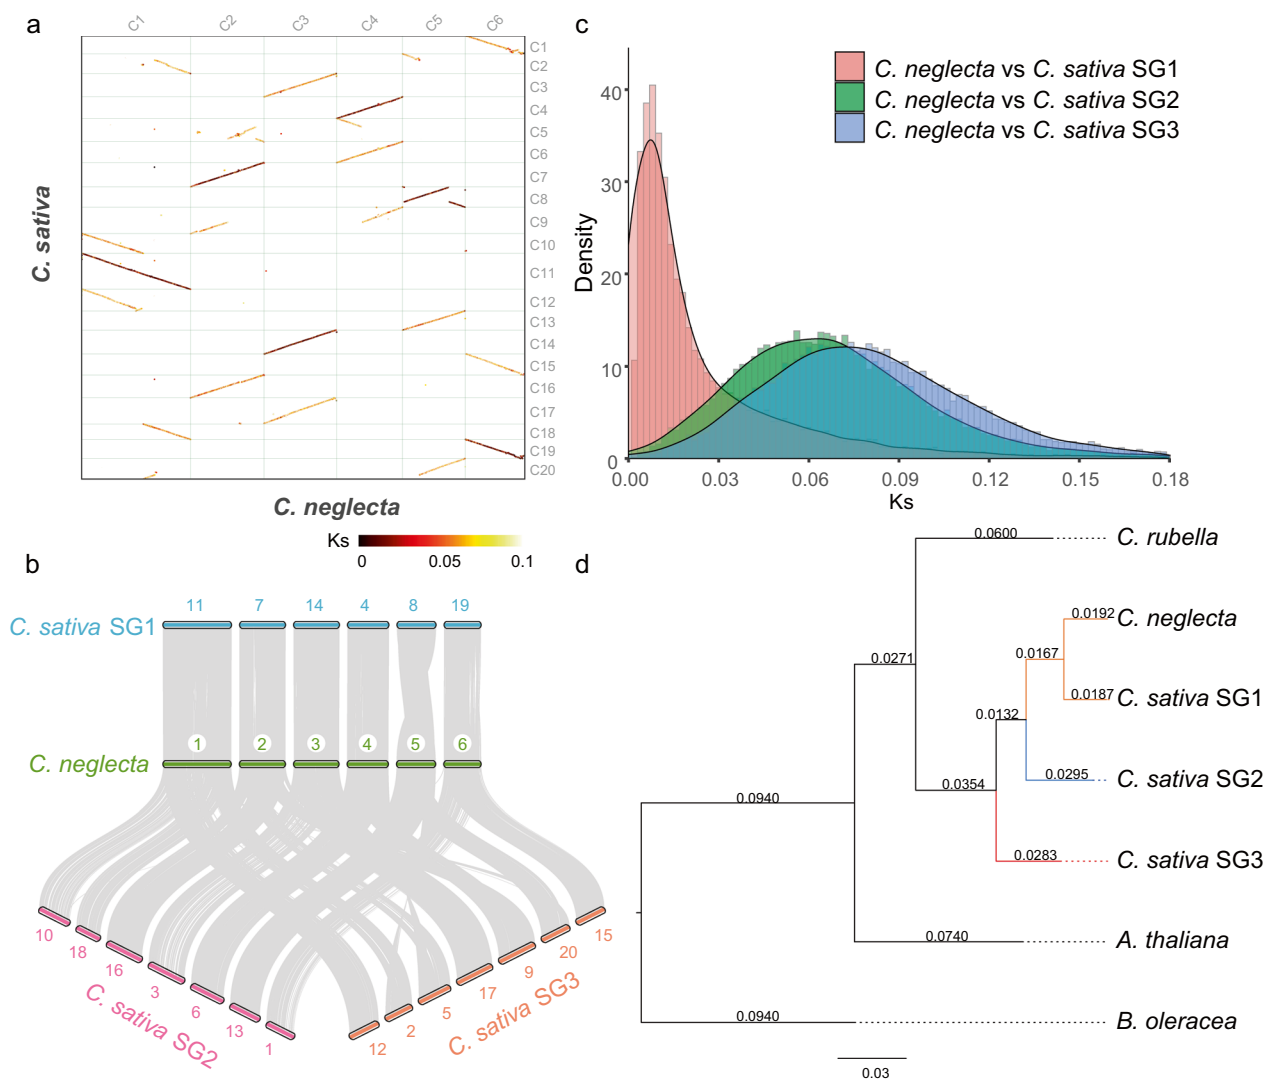 a
C1 C2 C3 C4 C5 C6
C1
C2
C3
C4
C5
C6
C7
C8
C9
C10
C11
C12
C13
C14
C15
C16
C17
C18
C19
C20
C. sativa
C. neglecta
Ks
0 0.05 0.1
b
11 7 14 4 8 19
C. sativa SG1
1 2 3 4 5 6
C. neglecta
10 18 16 3 6 13 1
C. sativa SG2
12 2 5 17 9 20 15
C. sativa SG3
c
C. neglecta vs C. sativa SG1
C. neglecta vs C. sativa SG2
C. neglecta vs C. sativa SG3
Density
40
30
20
10
0
0.00 0.03 0.06 0.09 0.12 0.15 0.18
Ks
d
0.0600 C. rubella
0.0192 C. neglecta
0.0271 0.0167
0.0187 C. sativa SG1
0.0132
0.0295 C. sativa SG2
0.0354
0.0940
0.0283 C. sativa SG3
0.0740 A. thaliana
0.0940 B. oleracea
0.03